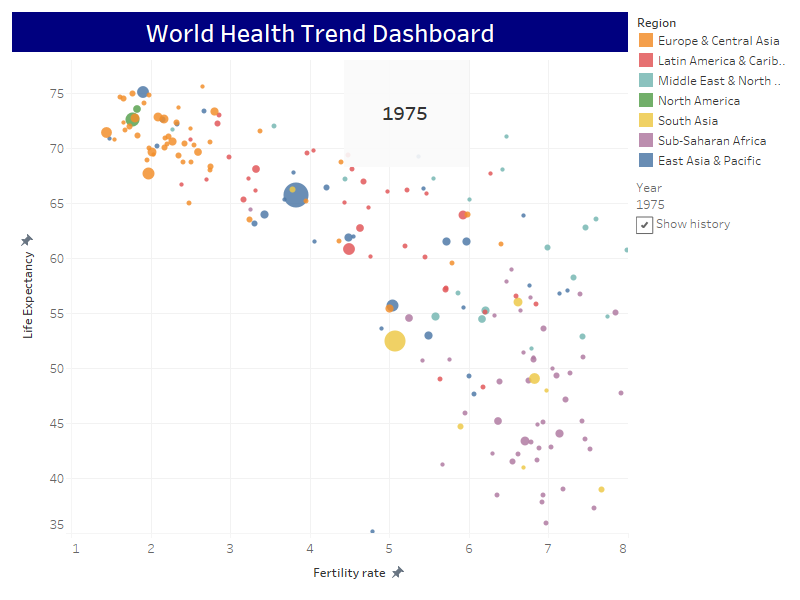 World Health Trend Dashboard
Region
Europe & Central Asia
Latin America & Carib..
Middle East & North ..
North America
South Asia
Sub-Saharan Africa
East Asia & Pacific
Year
1975
Show history
1975
Life Expectancy
75
70
65
60
55
50
45
40
35
1 2 3 4 5 6 7 8
Fertility rate